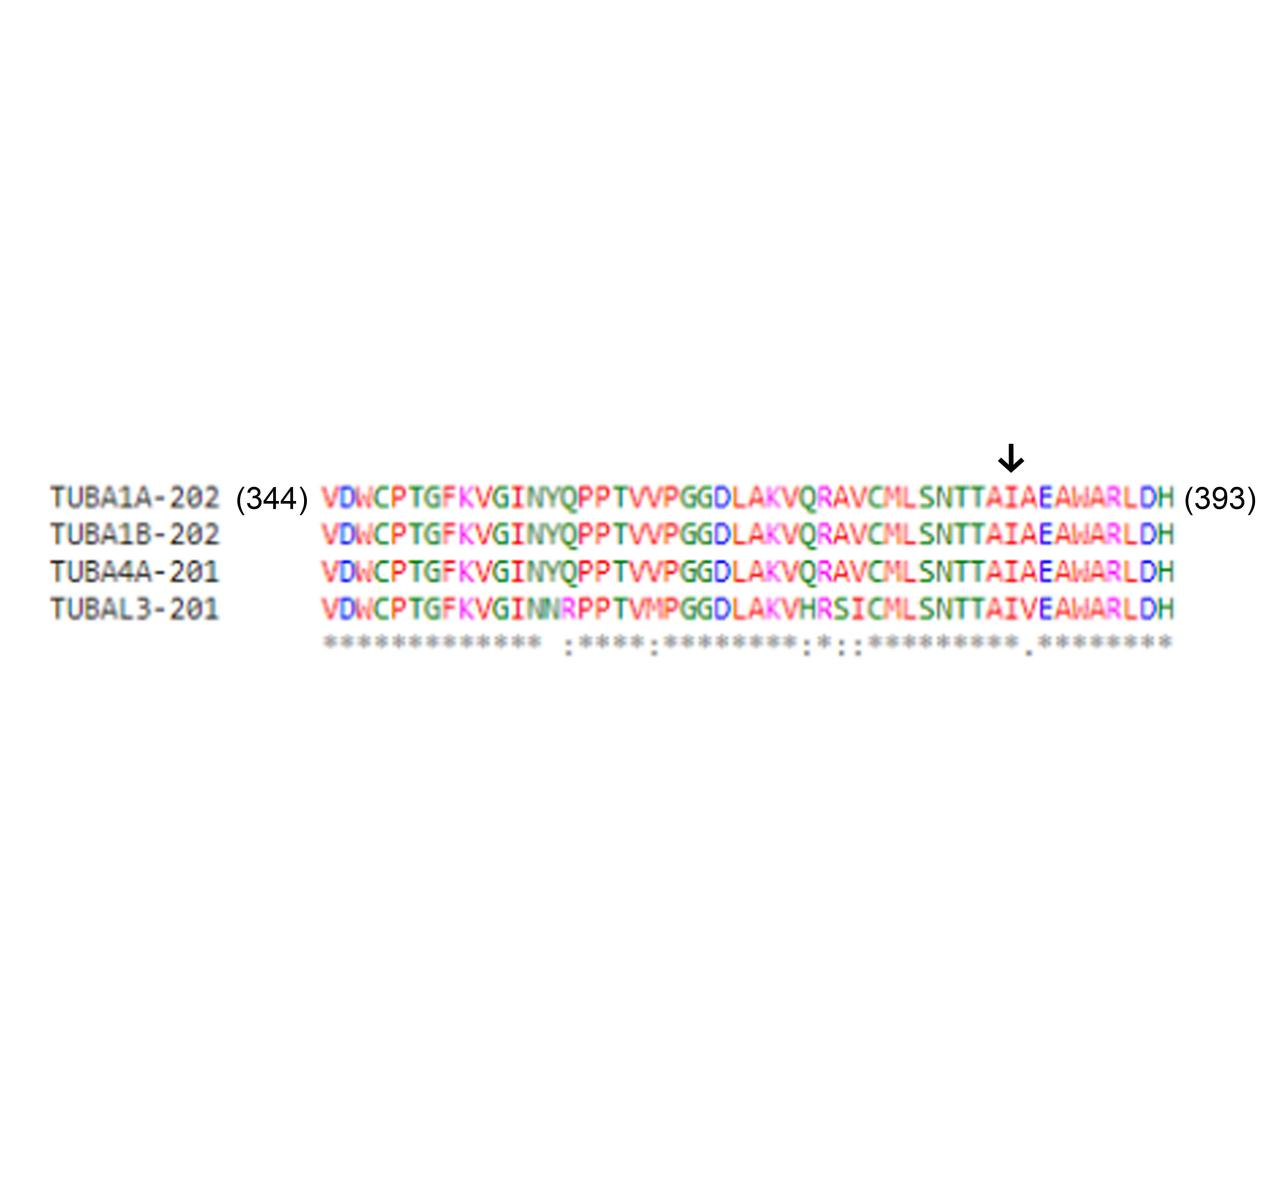 ↓
TUBA1A-202 (344) VDWCPTGFKVGINYQPPTVVPGGDLAKVQRAVCMLSNTTAIAEAWARLDH (393)
TUBA1B-202 VDWCPTGFKVGINYQPPTVVPGGDLAKVQRAVCMLSNTTAIAEAWARLDH
TUBA4A-201 VDWCPTGFKVGINYQPPTVVPGGDLAKVQRAVCMLSNTTAIAEAWARLDH
TUBAL3-201 VDWCPTGFKVGINNRPPTVMPGGDLAKVHRSICMLSNTTAIVEAWARLDH
************* :****:********:*::*********.********